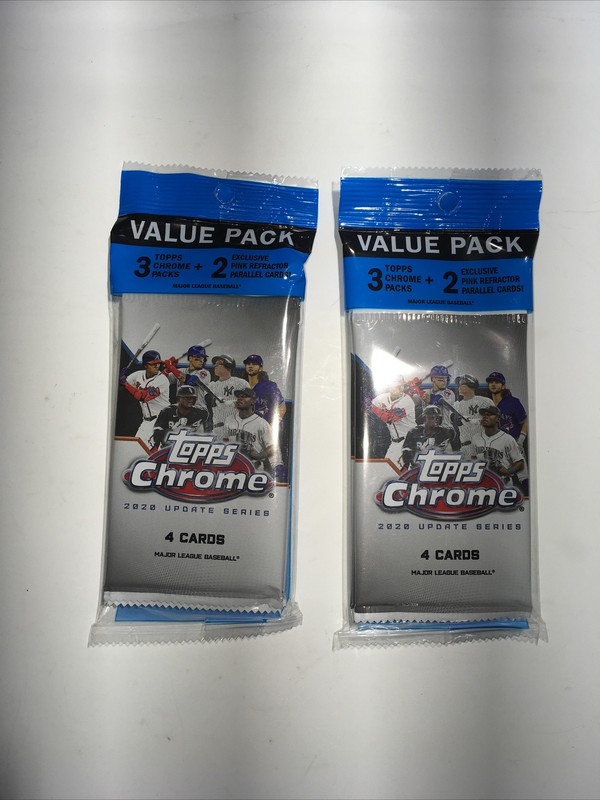 VALUE PACK
3 TOPPS CHROME PACKS + 2 EXCLUSIVE PINK REFRACTOR PARALLEL CARDS!
MAJOR LEAGUE BASEBALL®
TOPPS
Chrome®
2020 UPDATE SERIES
4 CARDS
MAJOR LEAGUE BASEBALL®
VALUE PACK
3 TOPPS CHROME PACKS + 2 EXCLUSIVE PINK REFRACTOR PARALLEL CARDS!
MAJOR LEAGUE BASEBALL®
TOPPS
Chrome®
2020 UPDATE SERIES
4 CARDS
MAJOR LEAGUE BASEBALL®